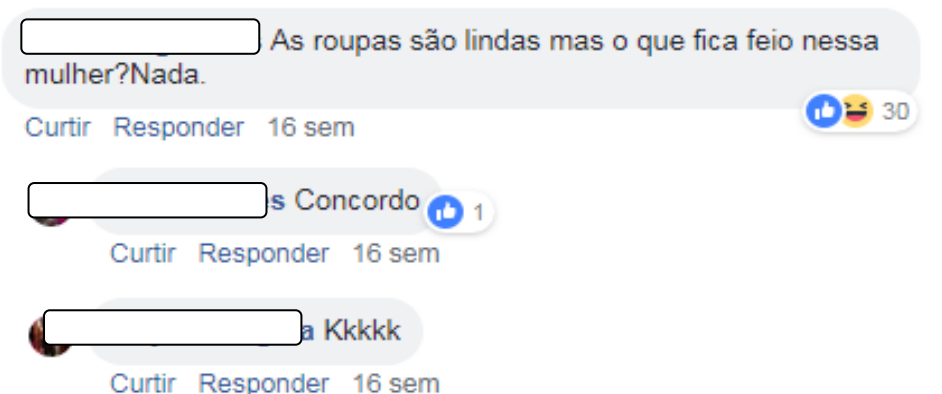 As roupas são lindas mas o que fica feio nessa
mulher?Nada.
30
Curtir Responder 16 sem
s Concordo
1
Curtir Responder 16 sem
a Kkkkk
Curtir Responder 16 sem